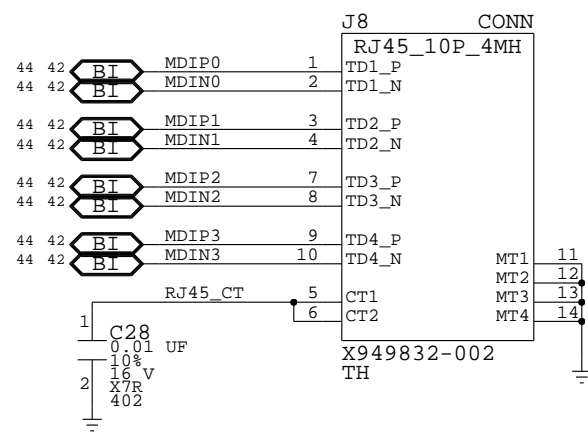 J8 CONN
RJ45_10P_4MH
44 42 BI MDIP0 1 TD1_P
44 42 BI MDIN0 2 TD1_N
44 42 BI MDIP1 3 TD2_P
44 42 BI MDIN1 4 TD2_N
44 42 BI MDIP2 7 TD3_P
44 42 BI MDIN2 8 TD3_N
44 42 BI MDIP3 9 TD4_P
44 42 BI MDIN3 10 TD4_N
MT1 11
MT2 12
RJ45_CT 5 CT1 MT3 13
6 CT2 MT4 14
1
C28
0.01 UF
10%
16 V
2 X7R
402
X949832-002
TH